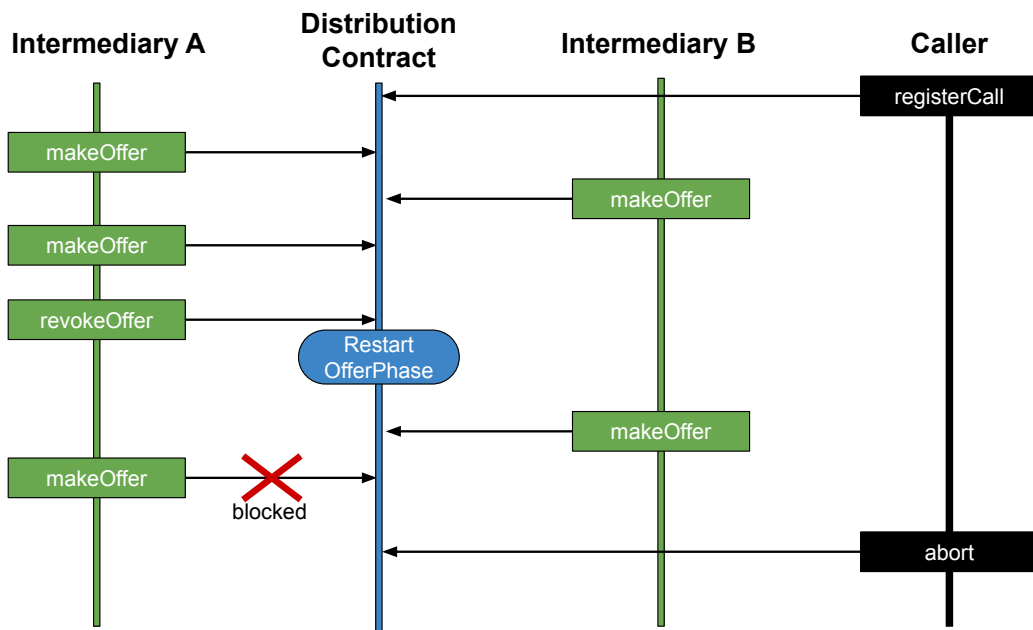 Intermediary A
Distribution
Contract
Intermediary B
Caller
registerCall
makeOffer
makeOffer
makeOffer
revokeOffer
Restart
OfferPhase
makeOffer
makeOffer
blocked
abort